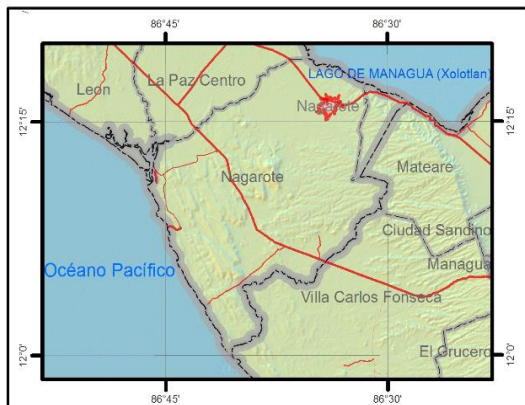 86°45'
86°30'
LAGO DE MANAGUA (Xolotlan)
La Paz Centro
Leon
Nagarote
12°15'
12°15'
Mateare
Nagarote
Ciudad Sandino
Managua
Océano Pacífico
Villa Carlos Fonseca
El Crucero
12°0'
12°0'
86°45'
86°30'